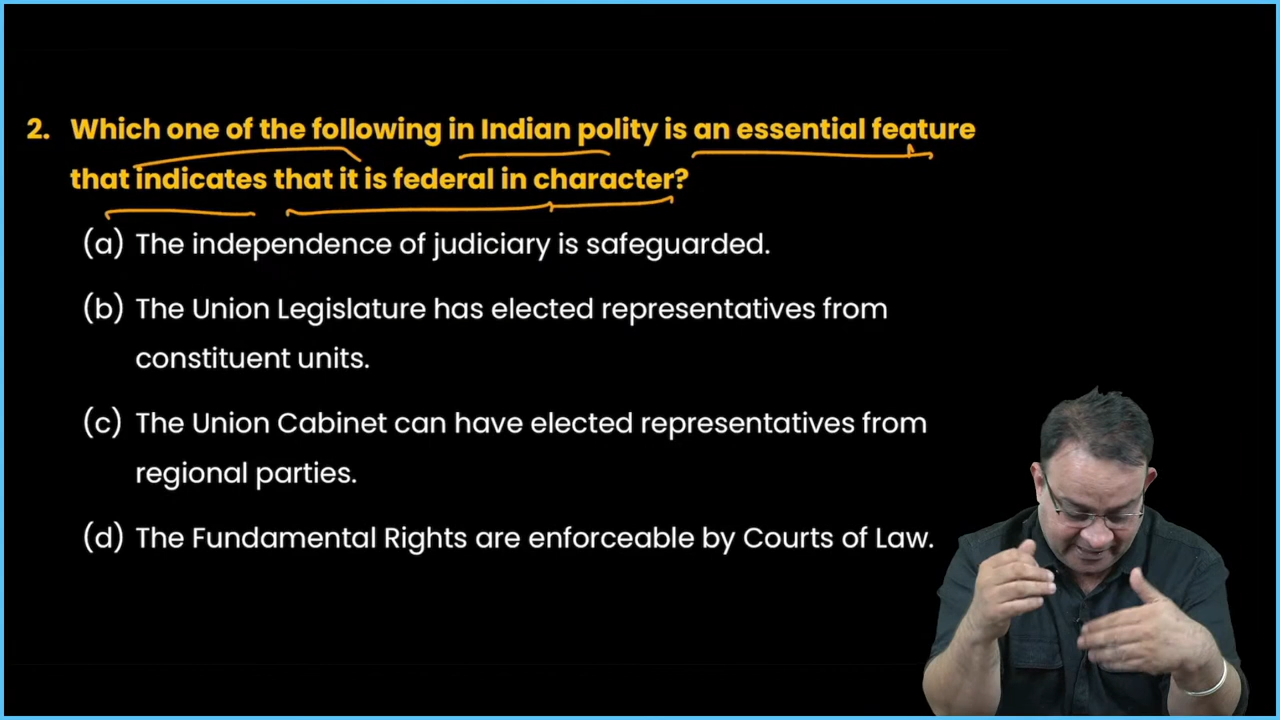 2. Which one of the following in Indian polity is an essential feature
that indicates that it is federal in character?
(a) The independence of judiciary is safeguarded.
(b) The Union Legislature has elected representatives from
constituent units.
(c) The Union Cabinet can have elected representatives from
regional parties.
(d) The Fundamental Rights are enforceable by Courts of Law.